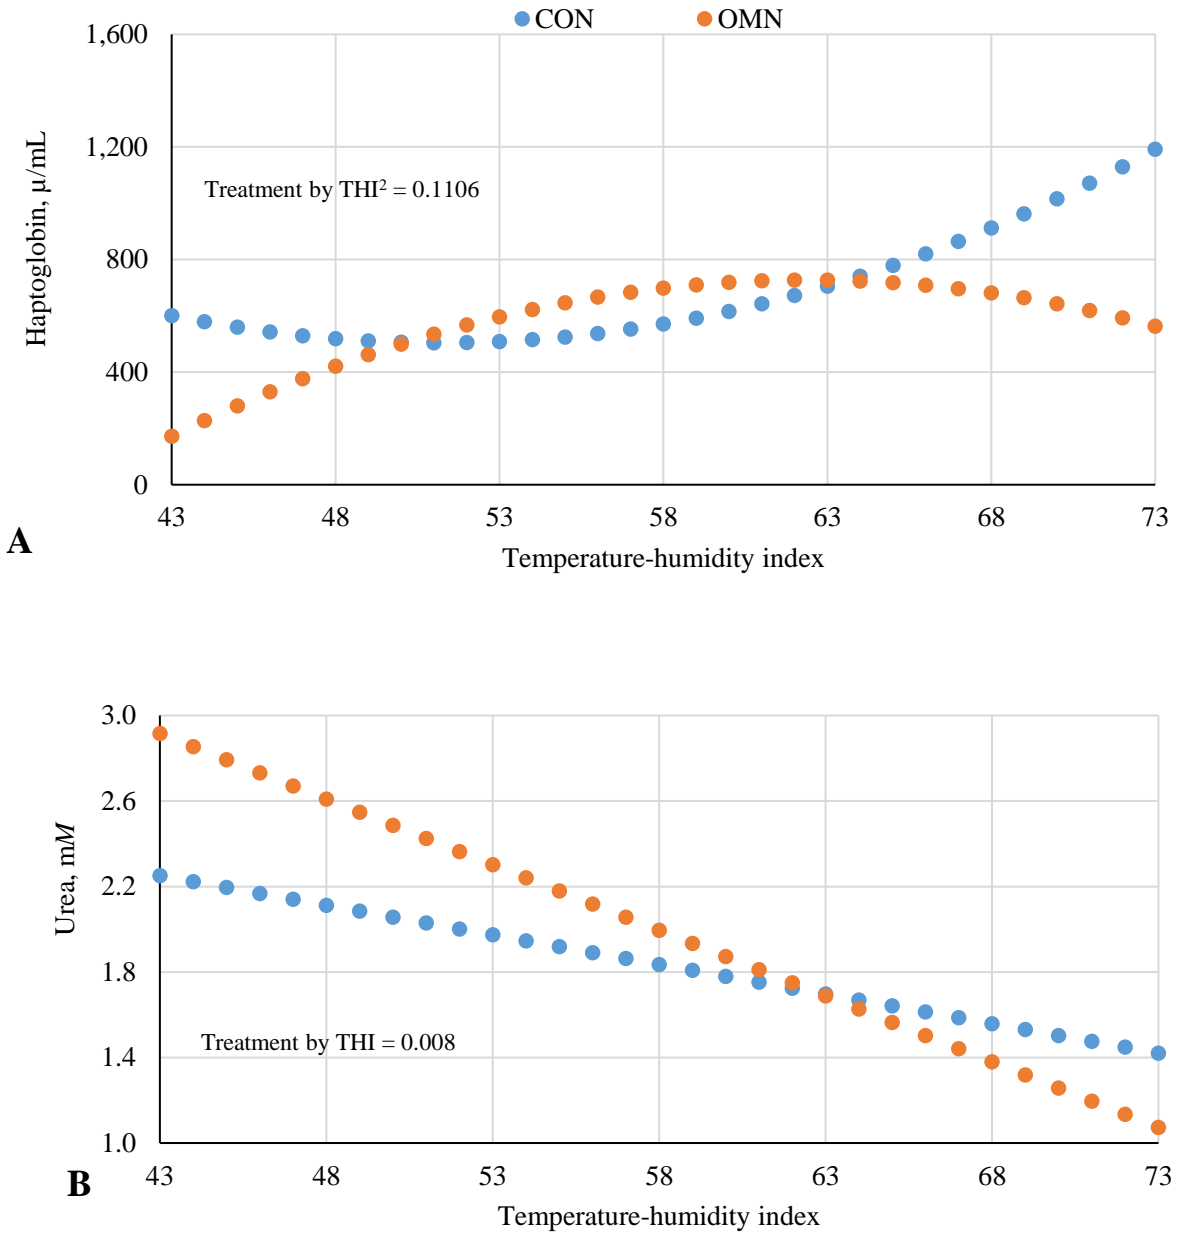 CON OMN
1,600
1,200
800
400
0
Haptoglobin, µ/mL
Treatment by THI² = 0.1106
43 48 53 58 63 68 73
A
Temperature-humidity index
3.0
2.6
2.2
1.8
1.4
1.0
Urea, mM
Treatment by THI = 0.008
43 48 53 58 63 68 73
B
Temperature-humidity index